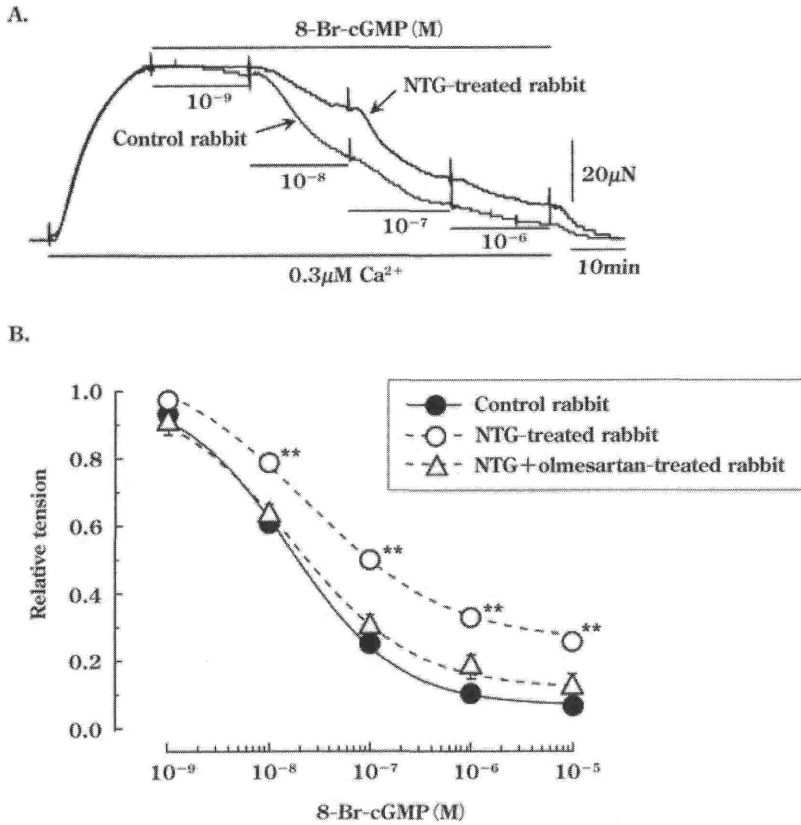 A.
8-Br-cGMP (M)
NTG-treated rabbit
10⁻⁹
Control rabbit
10⁻⁸
20μN
10⁻⁷
10⁻⁶
10min
0.3μM Ca²⁺
B.
1.0
0.8
0.6
0.4
0.2
0.0
Relative tension
Control rabbit
NTG-treated rabbit
NTG+olmesartan-treated rabbit
**
**
**
**
10⁻⁹ 10⁻⁸ 10⁻⁷ 10⁻⁶ 10⁻⁵
8-Br-cGMP (M)